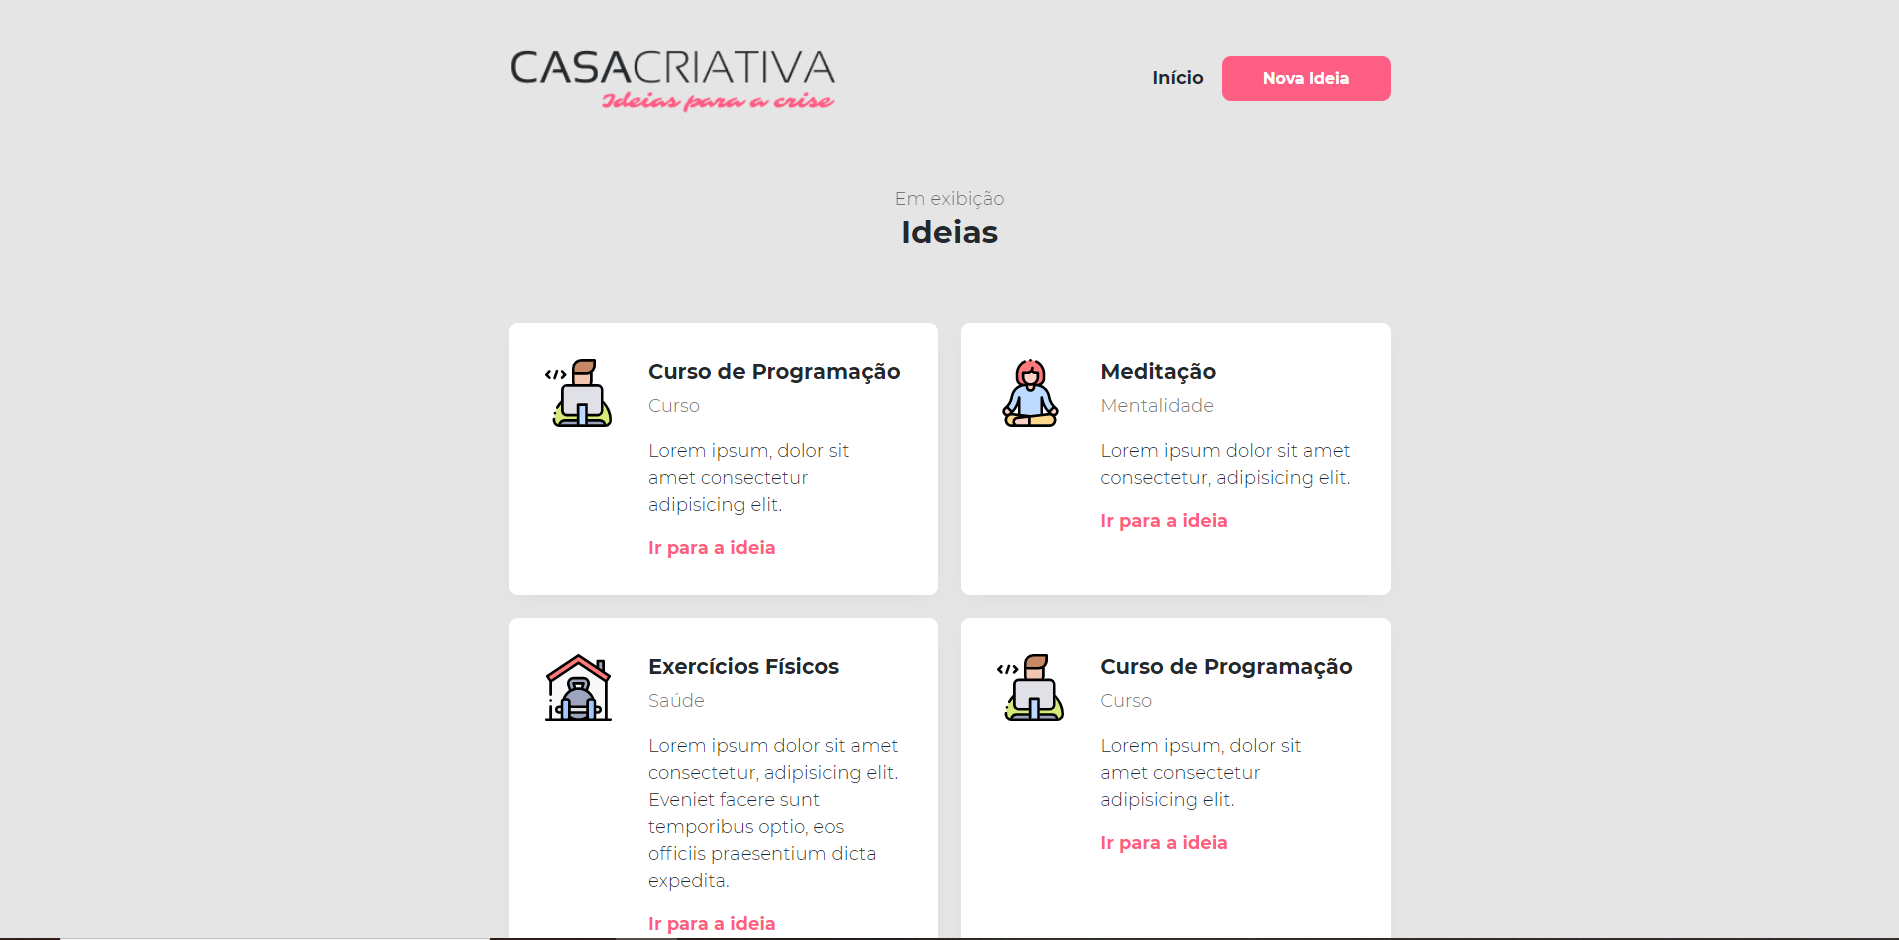 CASACRIATIVA
Ideias para a crise
Início
Nova Ideia
Em exibição
Ideias
Curso de Programação
Curso
Lorem ipsum, dolor sit
amet consectetur
adipisicing elit.
Ir para a ideia
Meditação
Mentalidade
Lorem ipsum dolor sit amet
consectetur, adipisicing elit.
Ir para a ideia
Exercícios Físicos
Saúde
Lorem ipsum dolor sit amet
consectetur, adipisicing elit.
Eveniet facere sunt
temporibus optio, eos
officiis praesentium dicta
expedita.
Ir para a ideia
Curso de Programação
Curso
Lorem ipsum, dolor sit
amet consectetur
adipisicing elit.
Ir para a ideia